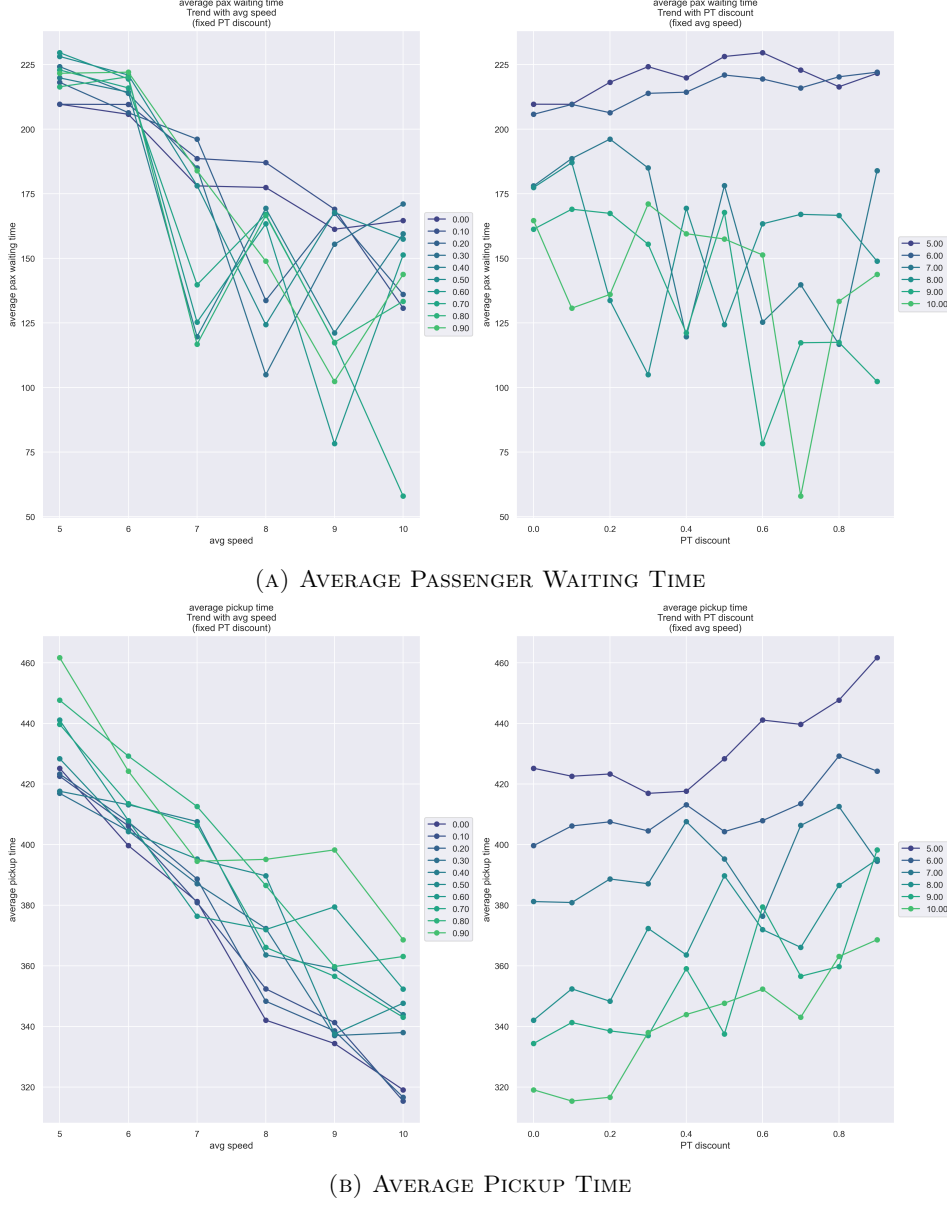 average pax waiting time
Trend with avg speed
(fixed PT discount)
average pax waiting time
225
200
175
150
125
100
75
50
5 6 7 8 9 10
avg speed
0.00
0.10
0.20
0.30
0.40
0.50
0.60
0.70
0.80
0.90
average pax waiting time
Trend with PT discount
(fixed avg speed)
average pax waiting time
225
200
175
150
125
100
75
50
0.0 0.2 0.4 0.6 0.8
PT discount
5.00
6.00
7.00
8.00
9.00
10.00
(A) AVERAGE PASSENGER WAITING TIME
average pickup time
Trend with avg speed
(fixed PT discount)
average pickup time
460
440
420
400
380
360
340
320
5 6 7 8 9 10
avg speed
0.00
0.10
0.20
0.30
0.40
0.50
0.60
0.70
0.80
0.90
average pickup time
Trend with PT discount
(fixed avg speed)
average pickup time
460
440
420
400
380
360
340
320
0.0 0.2 0.4 0.6 0.8
PT discount
5.00
6.00
7.00
8.00
9.00
10.00
(B) AVERAGE PICKUP TIME